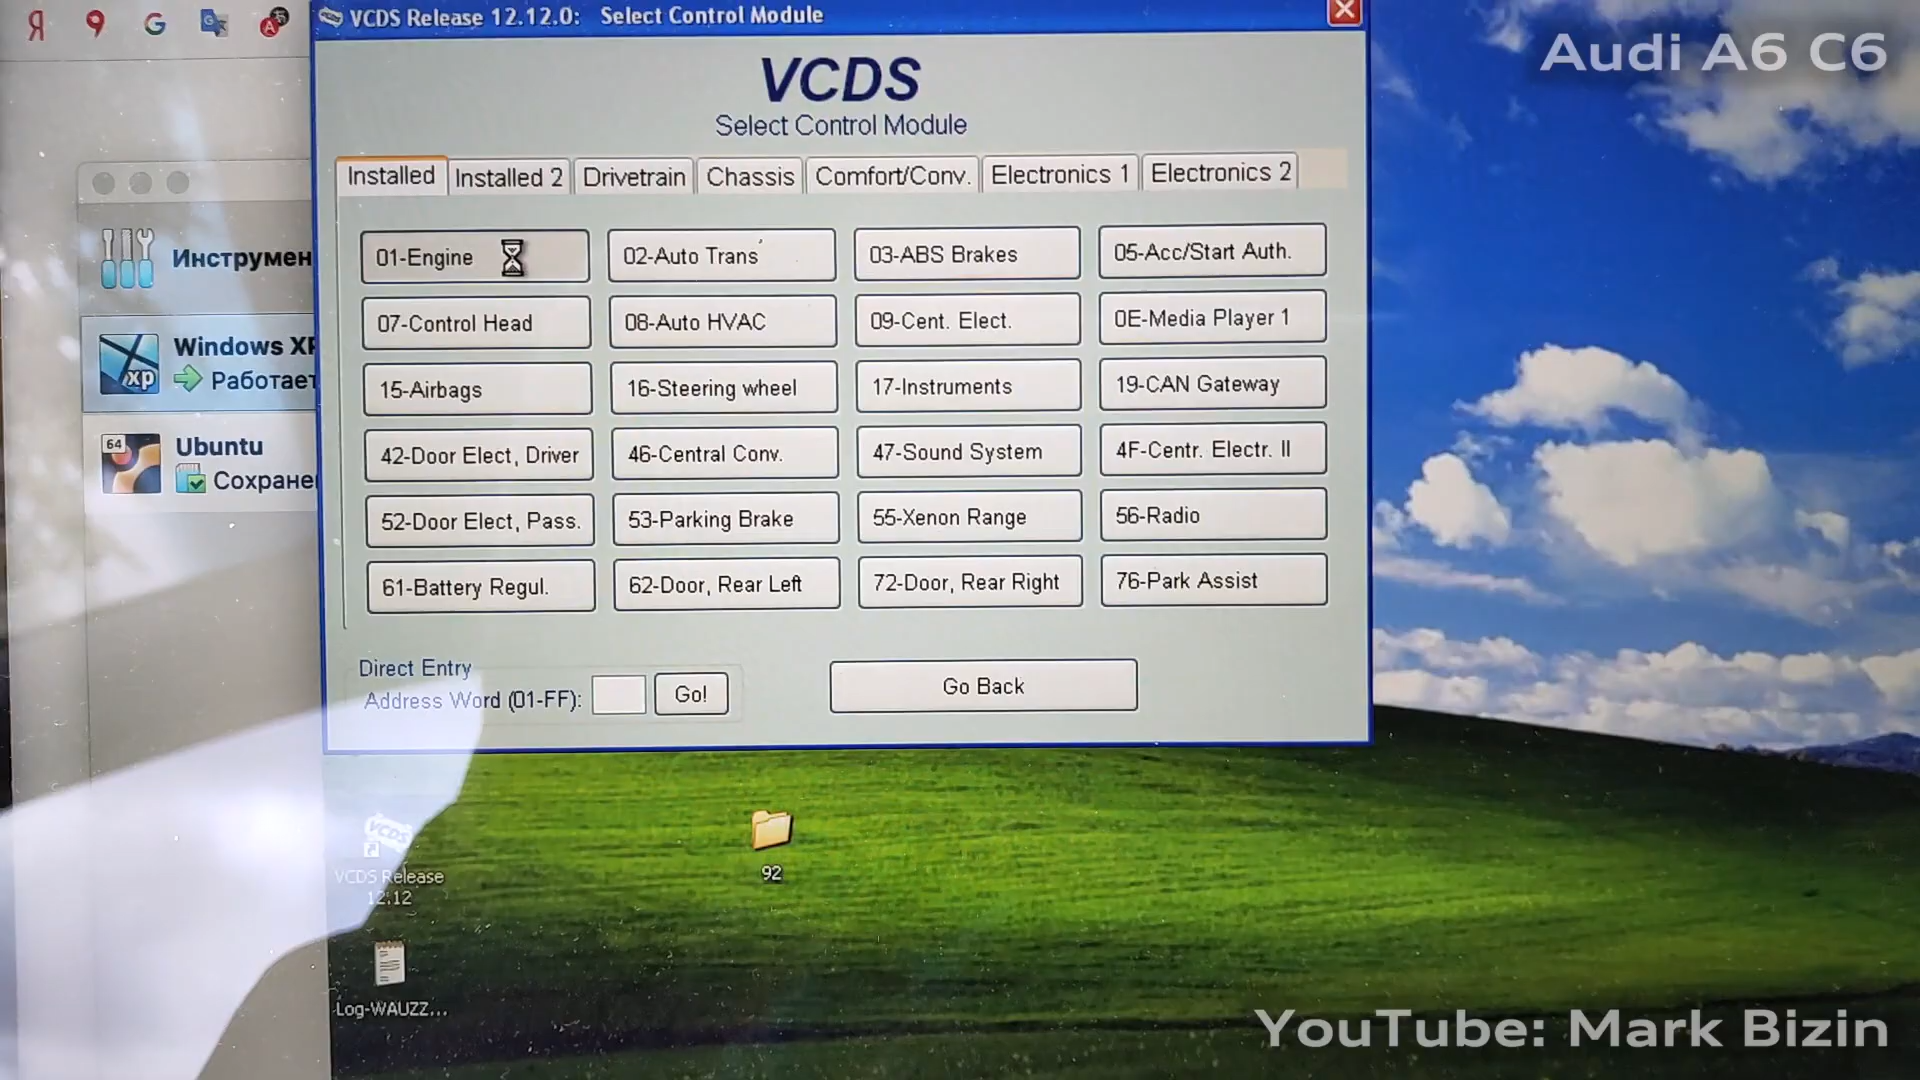 VCDS Release 12.12.0: Select Control Module
Audi A6 C6
VCDS
Select Control Module
Installed
Installed 2
Drivetrain
Chassis
Comfort/Conv.
Electronics 1
Electronics 2
01-Engine
02-Auto Trans
03-ABS Brakes
05-Acc/Start Auth.
07-Control Head
08-Auto HVAC
09-Cent. Elect.
0E-Media Player 1
15-Airbags
16-Steering wheel
17-Instruments
19-CAN Gateway
42-Door Elect, Driver
46-Central Conv.
47-Sound System
4F-Centr. Electr. II
52-Door Elect, Pass.
53-Parking Brake
55-Xenon Range
56-Radio
61-Battery Regul.
62-Door, Rear Left
72-Door, Rear Right
76-Park Assist
Direct Entry
Address Word (01-FF):
Go!
Go Back
Инструмен
xp
Windows XP
Работает
64
Ubuntu
Сохране
VCDS
VCDS Release
12.12
92
Log-WAUZZ...
YouTube: Mark Bizin